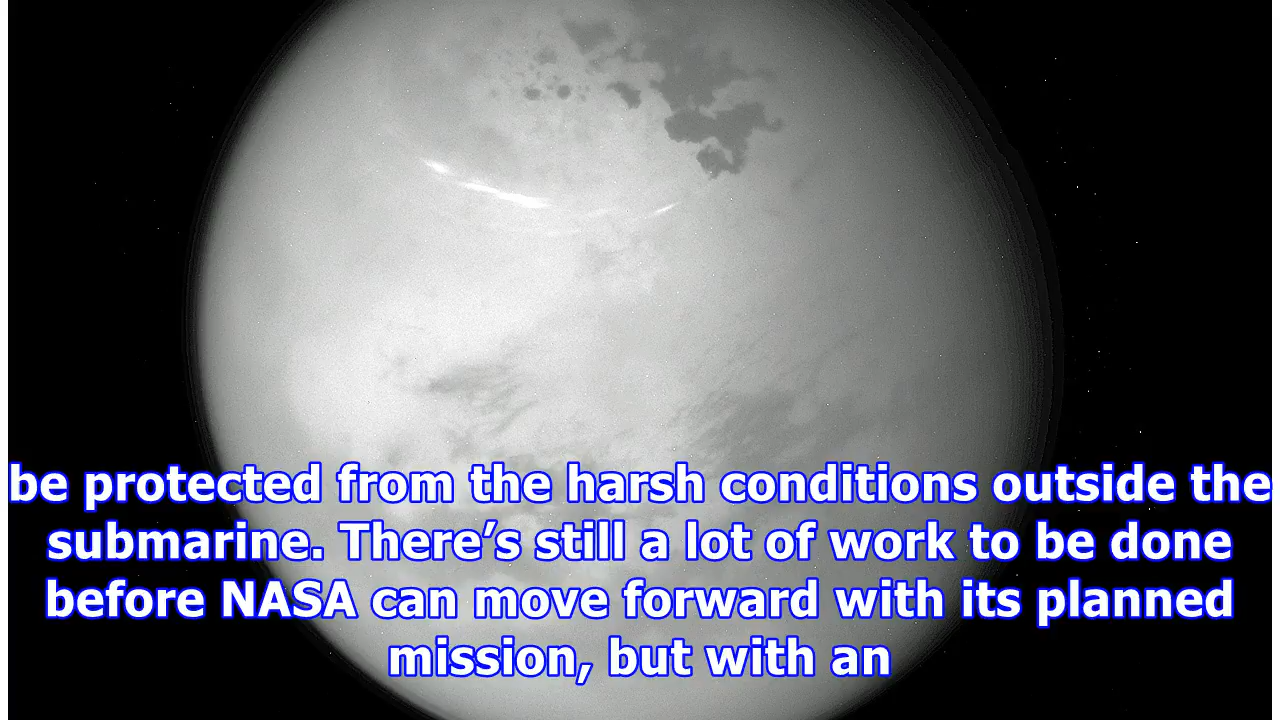 be protected from the harsh conditions outside the
submarine. There’s still a lot of work to be done
before NASA can move forward with its planned
mission, but with an